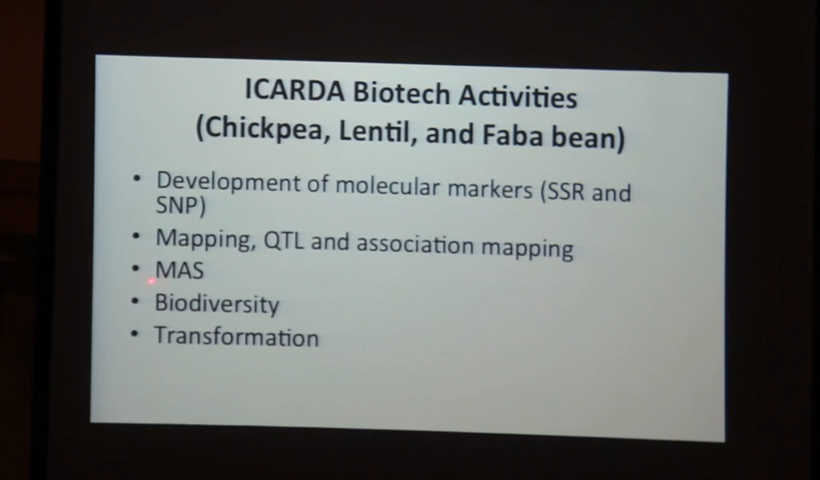 ICARDA Biotech Activities
(Chickpea, Lentil, and Faba bean)
• Development of molecular markers (SSR and
SNP)
• Mapping, QTL and association mapping
• MAS
• Biodiversity
• Transformation